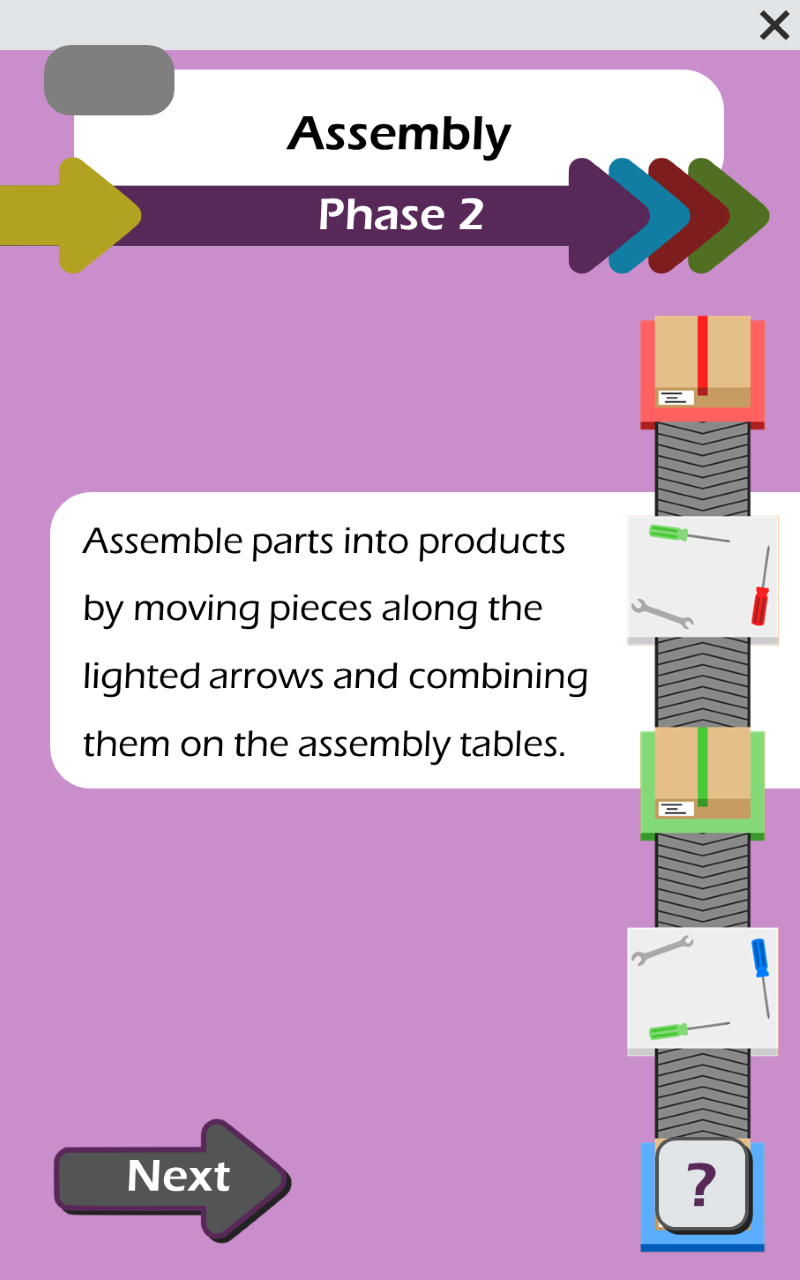 Assembly
Phase 2
Assemble parts into products
by moving pieces along the
lighted arrows and combining
them on the assembly tables.
Next
?